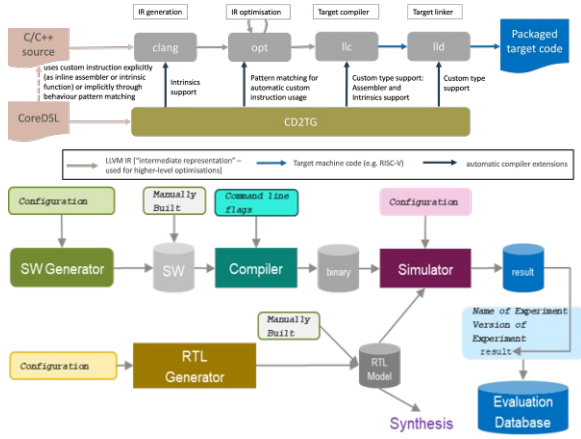 IR generation
IR optimisation
Target compiler
Target linker
C/C++
source
clang
opt
llc
lld
Packaged
target code
uses custom instruction explicitly
(as inline assembler or intrinsic
function) or implicitly through
behaviour pattern matching
Intrinsics
support
Pattern matching for
automatic custom
instruction usage
Custom type support:
Assembler and
Intrinsics support
Custom type
support
CoreDSL
CD2TG
LLVM IR ["intermediate representation" –
used for higher-level optimisations]
Target machine code (e.g. RISC-V)
automatic compiler extensions
Configuration
Manually
Built
Command line
flags
Configuration
SW Generator
SW
Compiler
binary
Simulator
result
Name of Experiment
Version of
Experiment
result
Manually
Built
Configuration
RTL
Generator
RTL
Model
Synthesis
Evaluation
Database